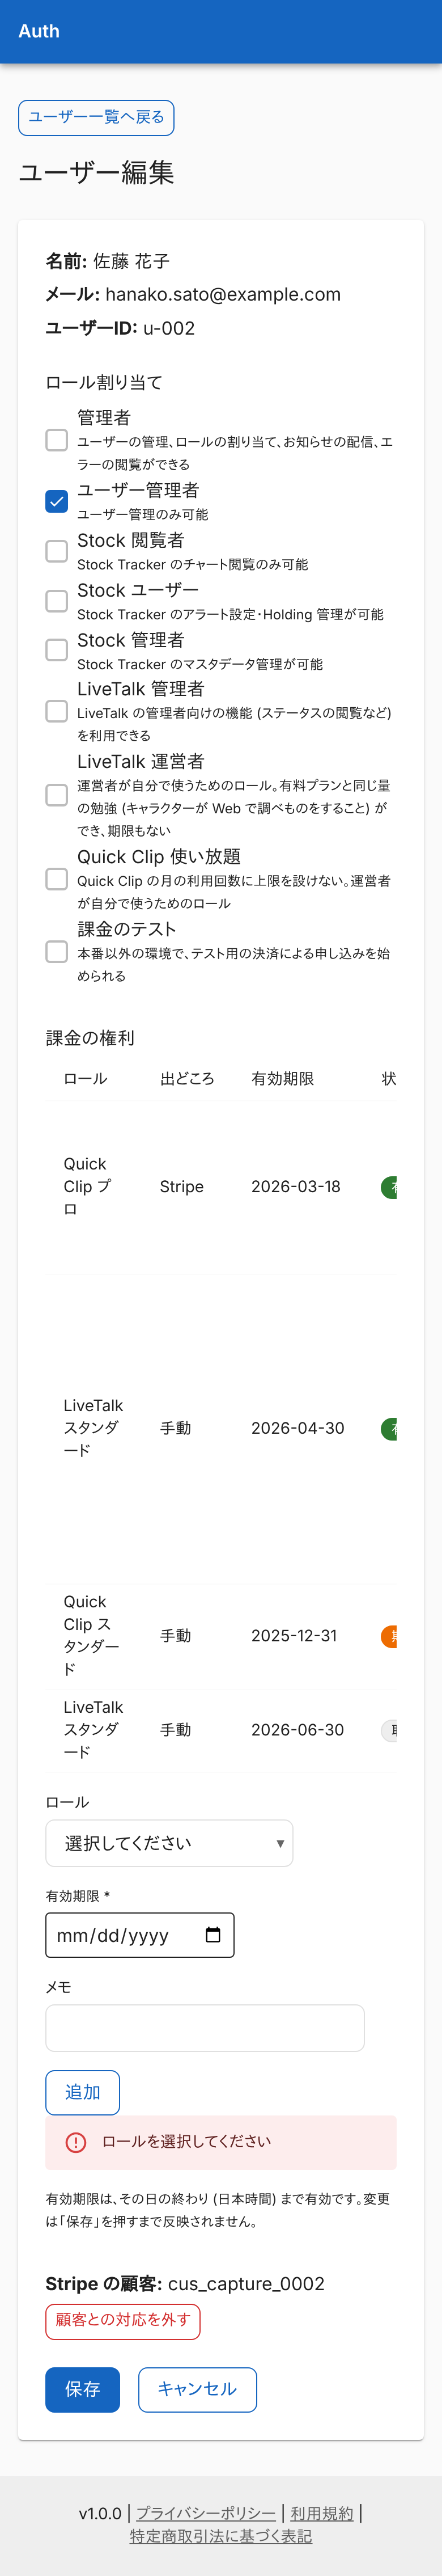 Auth
ユーザー一覧へ戻る
ユーザー編集
名前: 佐藤 花子
メール: hanako.sato@example.com
ユーザーID: u-002
ロール割り当て
管理者
ユーザーの管理、ロールの割り当て、お知らせの配信、エ
ラーの閲覧ができる
ユーザー管理者
ユーザー管理のみ可能
Stock 閲覧者
Stock Tracker のチャート閲覧のみ可能
Stock ユーザー
Stock Tracker のアラート設定・Holding 管理が可能
Stock 管理者
Stock Tracker のマスタデータ管理が可能
LiveTalk 管理者
LiveTalk の管理者向けの機能 (ステータスの閲覧など)
を利用できる
LiveTalk 運営者
運営者が自分で使うためのロール。有料プランと同じ量
の勉強 (キャラクターが Web で調べものをすること) が
でき、期限もない
Quick Clip 使い放題
Quick Clip の月の利用回数に上限を設けない。運営者
が自分で使うためのロール
課金のテスト
本番以外の環境で、テスト用の決済による申し込みを始
められる
課金の権利
ロール 出どころ 有効期限 状
Quick
Clip プ
ロ
Stripe 2026-03-18
LiveTalk
スタンダ
ード
手動 2026-04-30
Quick
Clip ス
タンダー
ド
手動 2025-12-31
LiveTalk
スタンダ
ード
手動 2026-06-30
ロール
選択してください
有効期限 *
mm/dd/yyyy
メモ
追加
ロールを選択してください
有効期限は、その日の終わり (日本時間) まで有効です。変更
は「保存」を押すまで反映されません。
Stripe の顧客: cus_capture_0002
顧客との対応を外す
保存 キャンセル
v1.0.0 | プライバシーポリシー | 利用規約 |
特定商取引法に基づく表記